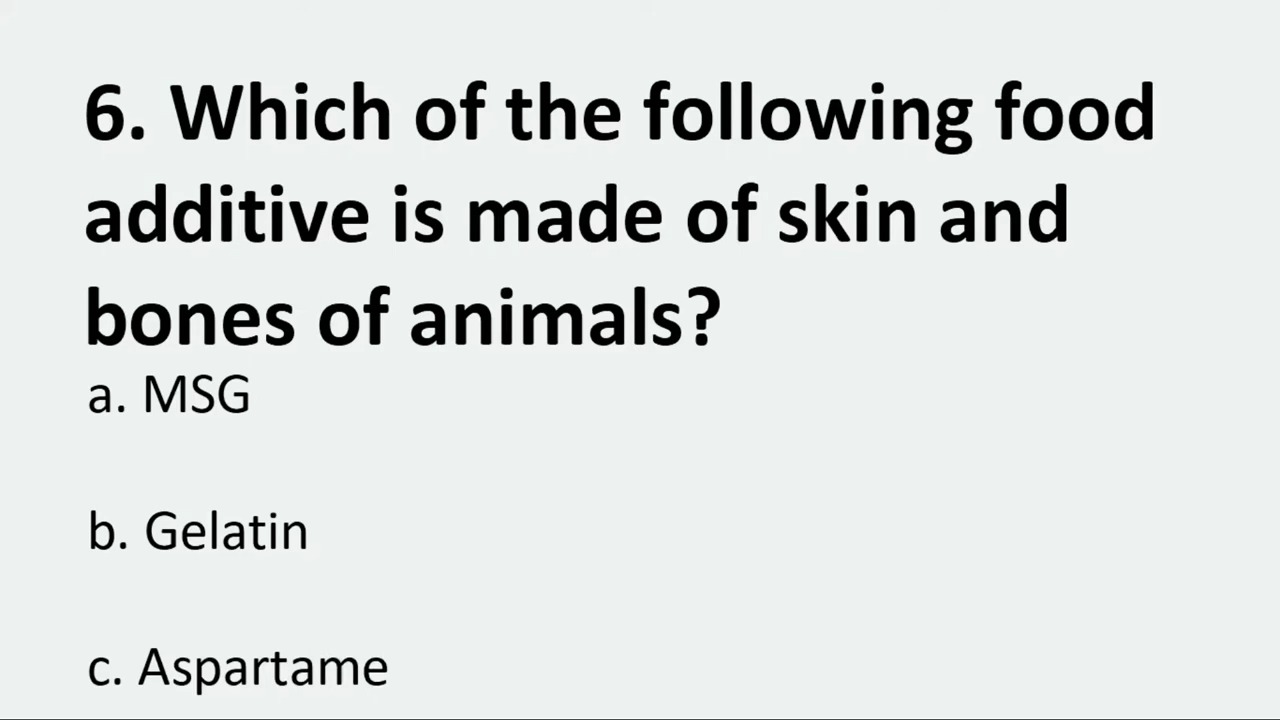 6. Which of the following food
additive is made of skin and
bones of animals?
a. MSG
b. Gelatin
c. Aspartame